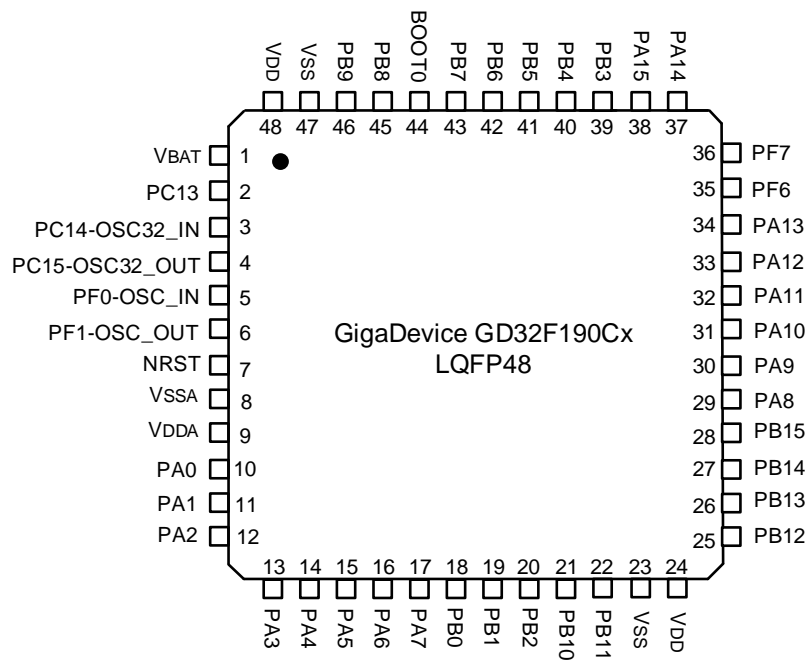 VDD VSS PB9 PB8 BOOT0 PB7 PB6 PB5 PB4 PB3 PA15 PA14
48 47 46 45 44 43 42 41 40 39 38 37
VBAT 1
PC13 2
PC14-OSC32_IN 3
PC15-OSC32_OUT 4
PF0-OSC_IN 5
PF1-OSC_OUT 6
NRST 7
VSSA 8
VDDA 9
PA0 10
PA1 11
PA2 12
GigaDevice GD32F190Cx
LQFP48
36 PF7
35 PF6
34 PA13
33 PA12
32 PA11
31 PA10
30 PA9
29 PA8
28 PB15
27 PB14
26 PB13
25 PB12
13 14 15 16 17 18 19 20 21 22 23 24
PA3 PA4 PA5 PA6 PA7 PB0 PB1 PB2 PB10 PB11 VSS VDD